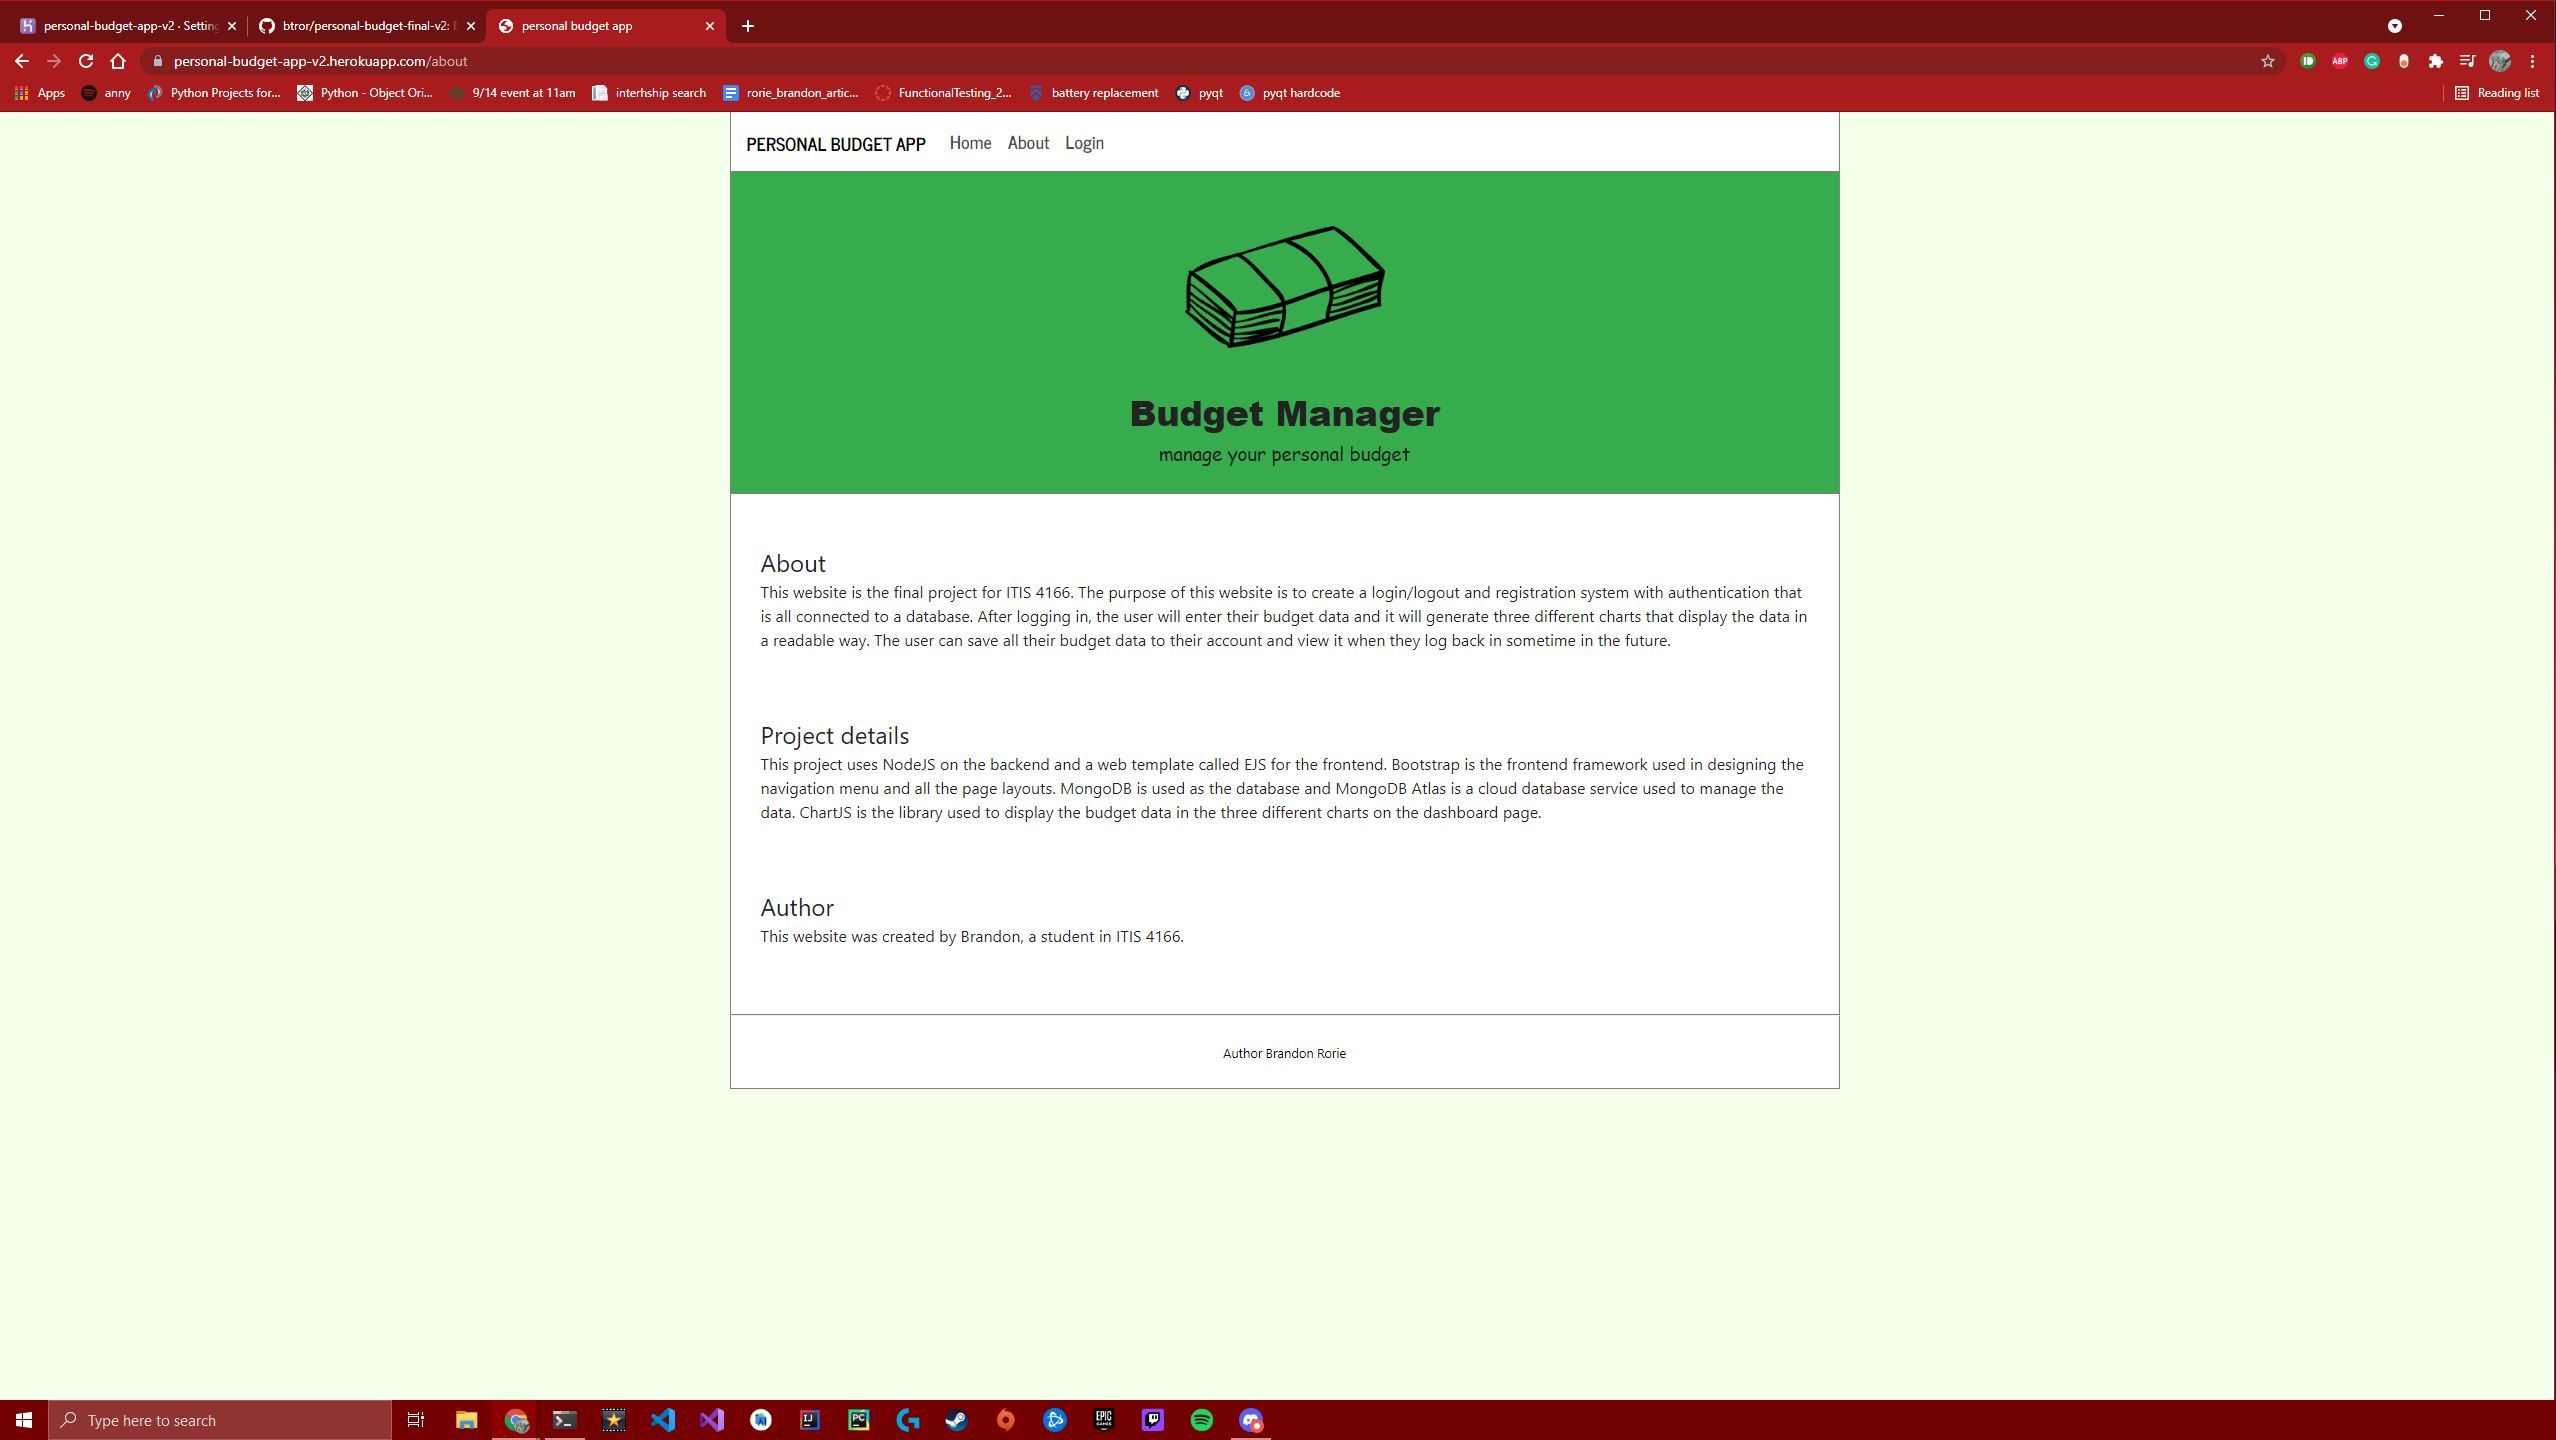 personal-budget-app-v2 · Setting
btror/personal-budget-final-v2:
personal budget app
personal-budget-app-v2.herokuapp.com/about
ABP
Apps
anny
Python Projects for...
Python - Object Ori...
9/14 event at 11am
interhship search
rorie_brandon_artic...
FunctionalTesting_2...
battery replacement
pyqt
pyqt hardcode
Reading list
PERSONAL BUDGET APP Home About Login
Budget Manager
manage your personal budget
About
This website is the final project for ITIS 4166. The purpose of this website is to create a login/logout and registration system with authentication that
is all connected to a database. After logging in, the user will enter their budget data and it will generate three different charts that display the data in
a readable way. The user can save all their budget data to their account and view it when they log back in sometime in the future.
Project details
This project uses NodeJS on the backend and a web template called EJS for the frontend. Bootstrap is the frontend framework used in designing the
navigation menu and all the page layouts. MongoDB is used as the database and MongoDB Atlas is a cloud database service used to manage the
data. ChartJS is the library used to display the budget data in the three different charts on the dashboard page.
Author
This website was created by Brandon, a student in ITIS 4166.
Author Brandon Rorie
Type here to search
IJ
PC
EPIC
GAMES